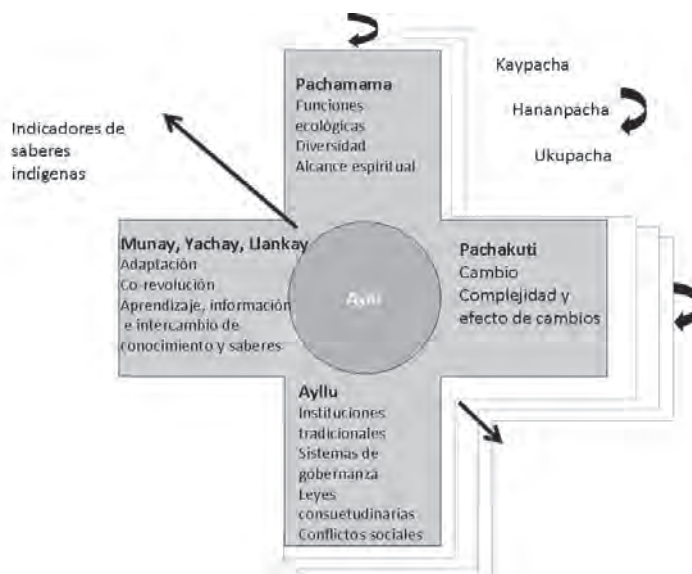 Pachamama
Funciones
ecológicas
Diversidad
Alcance espiritual
Kaypacha
Hananpacha
Ukupacha
Indicadores de
saberes
indígenas
Munay, Yachay, Llankay
Adaptación
Co-revolución
Aprendizaje, información
e intercambio de
conocimiento y saberes
Pachakuti
Cambio
Complejidad y
efecto de cambios
Ayllu
Instituciones
tradicionales
Sistemas de
gobernanza
Leyes
consuetudinarias
Conflictos sociales